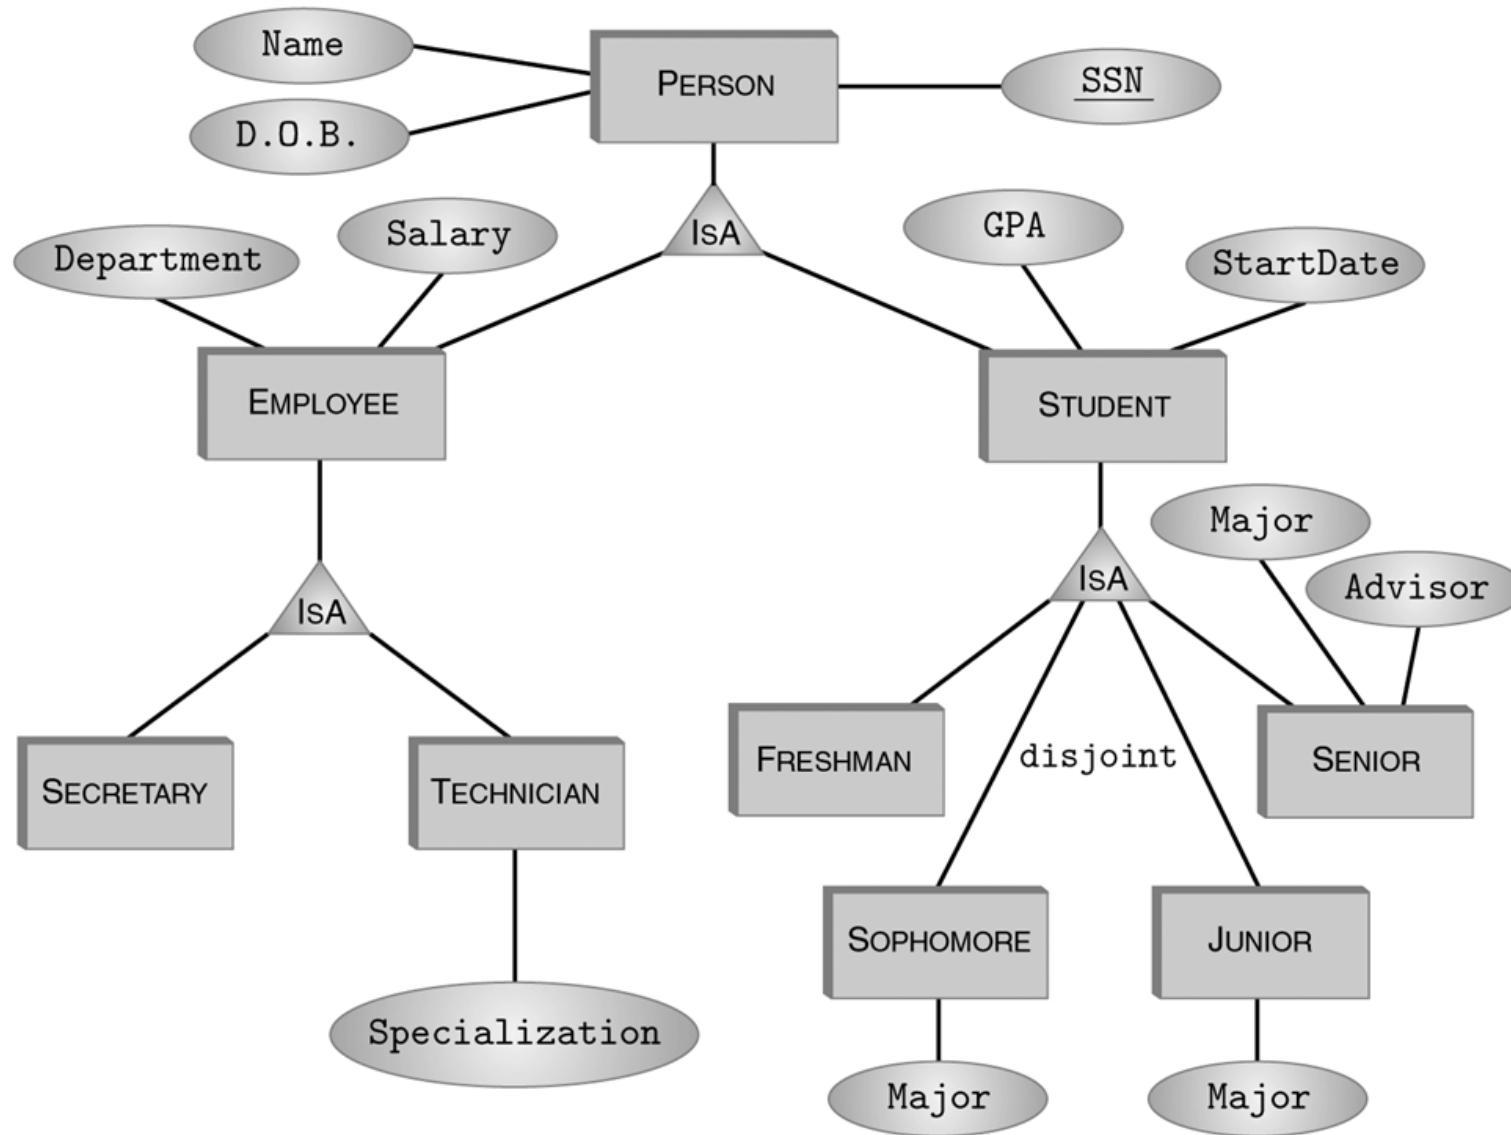 Name
PERSON
SSN
D.O.B.
IsA
GPA
Salary
Department
StartDate
EMPLOYEE
STUDENT
Major
IsA
Advisor
IsA
FRESHMAN
disjoint
SENIOR
SECRETARY
TECHNICIAN
SOPHOMORE
JUNIOR
Specialization
Major
Major